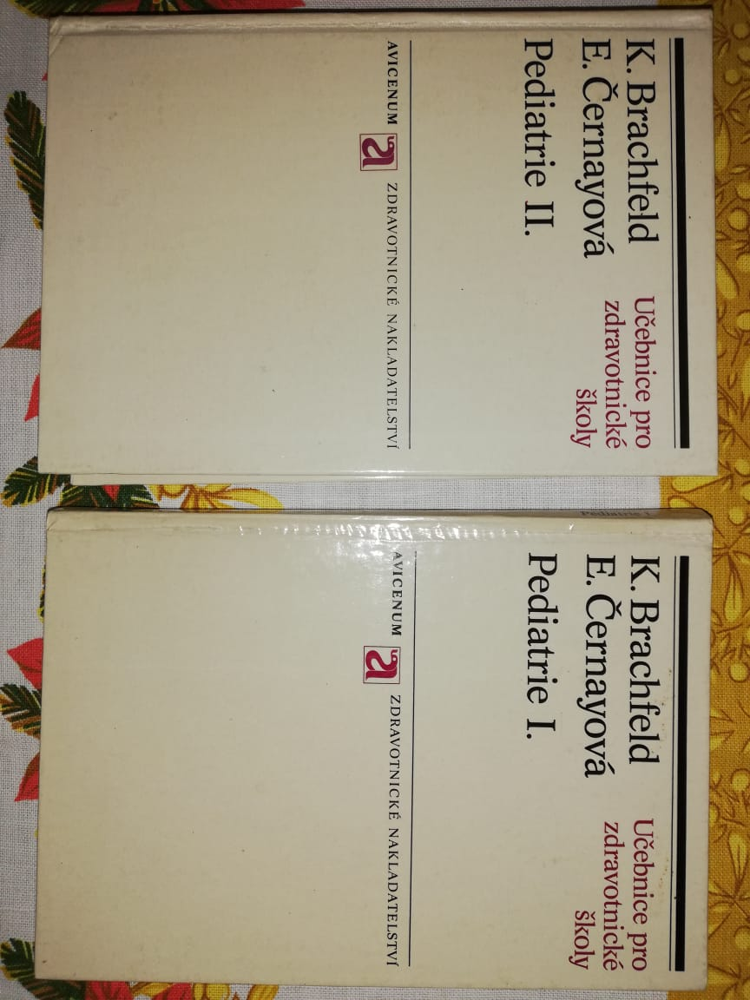 K. Brachfeld
E. Černayová
Pediatrie II.
Učebnice pro
zdravotnické
školy
AVICENUM a ZDRAVOTNICKÉ NAKLADATELSTVÍ
Pediatrie I.
K. Brachfeld
E. Černayová
Pediatrie I.
Učebnice pro
zdravotnické
školy
AVICENUM a ZDRAVOTNICKÉ NAKLADATELSTVÍ